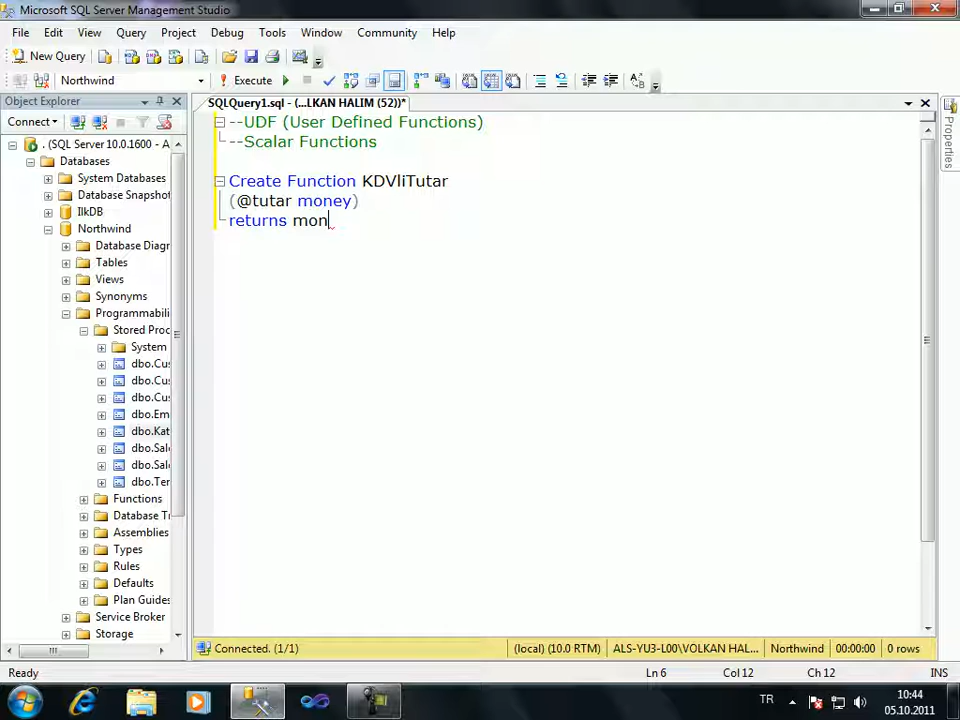 Microsoft SQL Server Management Studio
File Edit View Query Project Debug Tools Window Community Help
New Query
Northwind Execute
Object Explorer
SQLQuery1.sql - (...LKAN HALIM (52))*
Connect
Properties
. (SQL Server 10.0.1600 - A
Databases
System Databases
Database Snapshot
IlkDB
Northwind
Database Diagr
Tables
Views
Synonyms
Programmabili
Stored Proc
System
dbo.Cus
dbo.Cus
dbo.Cus
dbo.Em
dbo.Kat
dbo.Sal
dbo.Sal
dbo.Ter
Functions
Database Tr
Assemblies
Types
Rules
Defaults
Plan Guides
Service Broker
Storage
--UDF (User Defined Functions)
--Scalar Functions
Create Function KDVliTutar
(@tutar money)
returns mon
Connected. (1/1) (local) (10.0 RTM) ALS-YU3-L00\VOLKAN HAL... Northwind 00:00:00 0 rows
Ready Ln 6 Col 12 Ch 12 INS
TR 10:44
05.10.2011